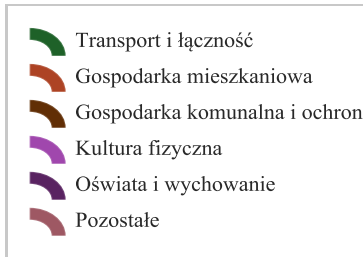 Transport i łączność
Gospodarka mieszkaniowa
Gospodarka komunalna i ochron
Kultura fizyczna
Oświata i wychowanie
Pozostałe